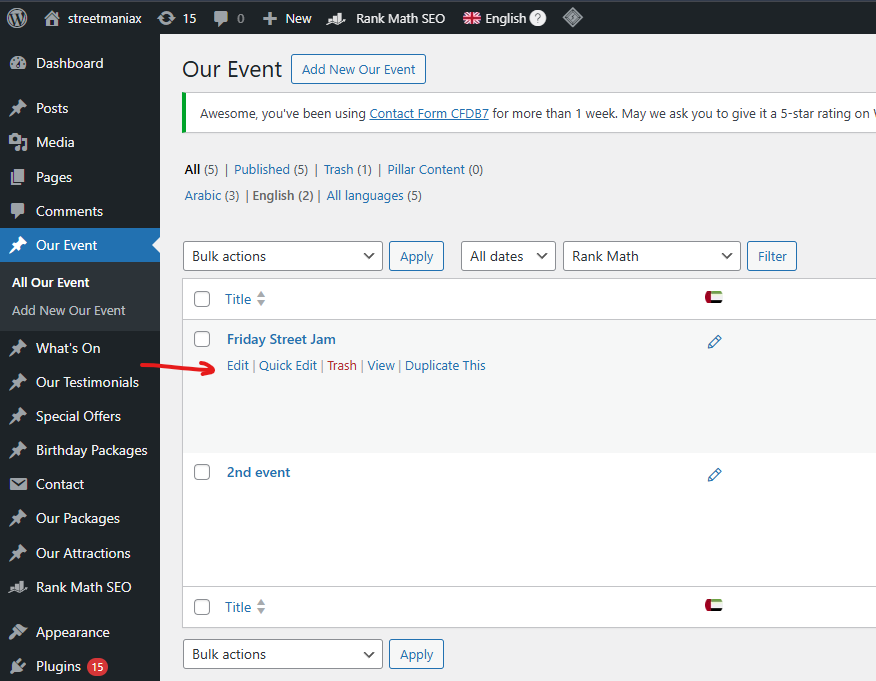 streetmaniax 15 0 New Rank Math SEO English ?
Dashboard
Posts
Media
Pages
Comments
Our Event
All Our Event
Add New Our Event
What's On
Our Testimonials
Special Offers
Birthday Packages
Contact
Our Packages
Our Attractions
Rank Math SEO
Appearance
Plugins 15
Our Event Add New Our Event
Awesome, you've been using Contact Form CFDB7 for more than 1 week. May we ask you to give it a 5-star rating on
All (5) | Published (5) | Trash (1) | Pillar Content (0)
Arabic (3) | English (2) | All languages (5)
Bulk actions Apply All dates Rank Math Filter
Title
Friday Street Jam
Edit | Quick Edit | Trash | View | Duplicate This
2nd event
Title
Bulk actions Apply